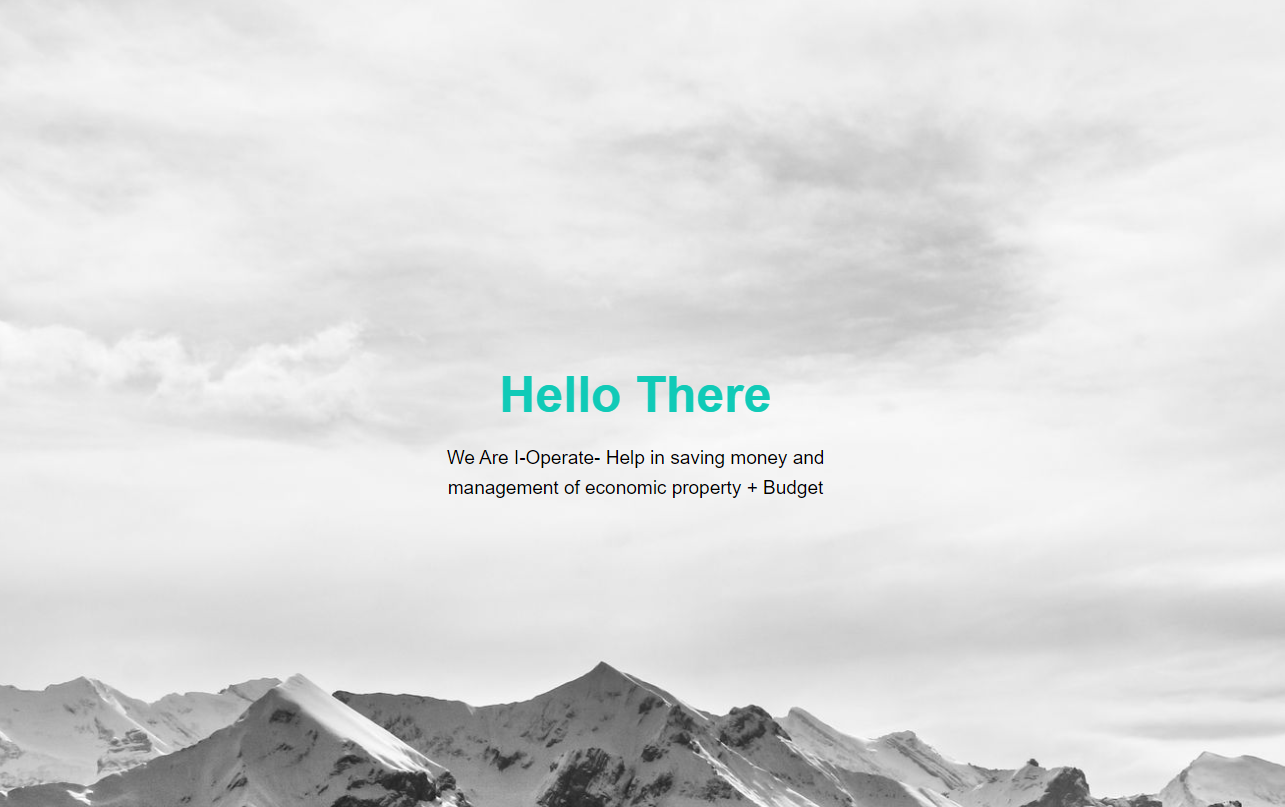 Hello There
We Are I-Operate- Help in saving money and
management of economic property + Budget